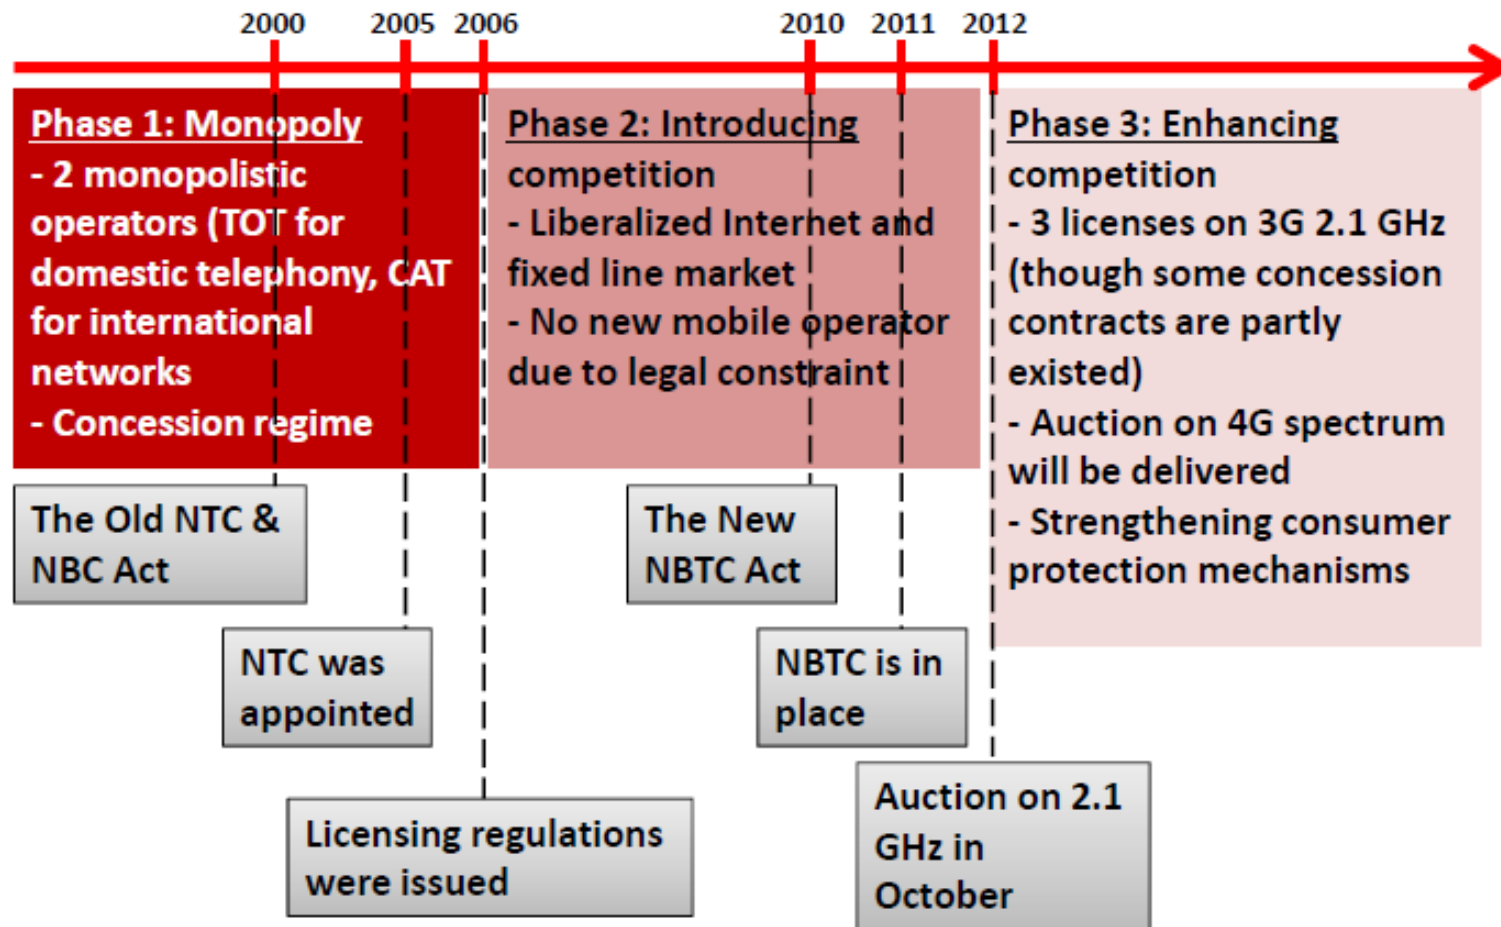 2000 2005 2006 2010 2011 2012
Phase 1: Monopoly
- 2 monopolistic
operators (TOT for
domestic telephony, CAT
for international
networks
- Concession regime
Phase 2: Introducing
competition
- Liberalized Internet and
fixed line market
- No new mobile operator
due to legal constraint
Phase 3: Enhancing
competition
- 3 licenses on 3G 2.1 GHz
(though some concession
contracts are partly
existed)
- Auction on 4G spectrum
will be delivered
- Strengthening consumer
protection mechanisms
The Old NTC &
NBC Act
NTC was
appointed
Licensing regulations
were issued
The New
NBTC Act
NBTC is in
place
Auction on 2.1
GHz in
October